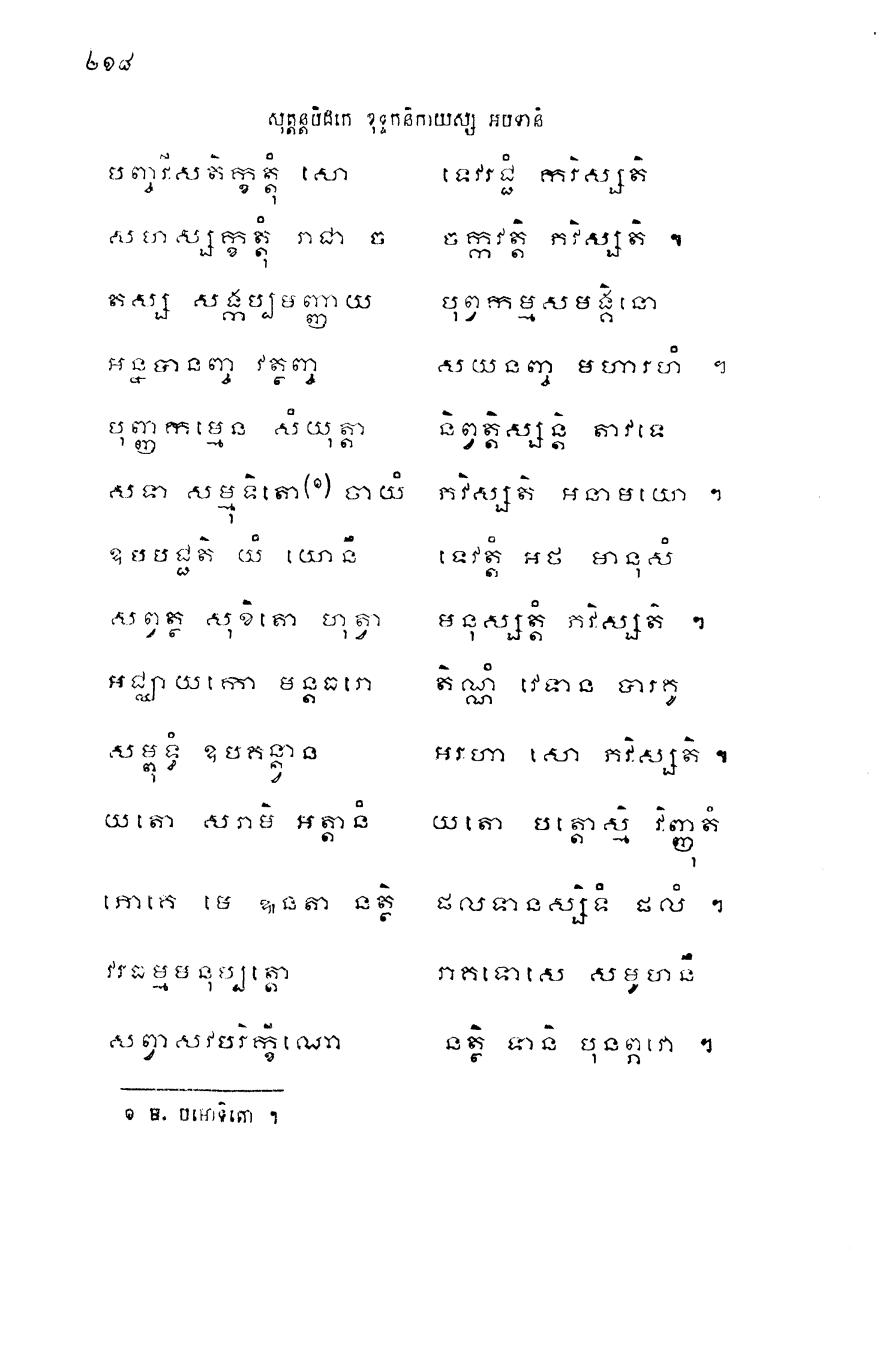 ២១៨
សុត្តន្តបិដកេ ខុទ្ទកនិកាយស្ស អបទានំ
បញ្ចវីសតិក្ខត្តុំ សោ ទេវរជ្ជំ ករិស្សតិ
សហស្សក្ខត្តុំ រាជា ច ចក្កវត្តិ ភវិស្សតិ ៕
តស្ស សង្កប្បមញ្ញាយ បុព្វកម្មសមង្គិនោ
អន្នបានញ្ច វត្ថញ្ច សយនញ្ច មហារហំ ។
បុញ្ញកម្មេន សំយុត្តា និព្វត្តិស្សន្តិ តាវទេ
សទា សម្មុទិតោ(១) ចាយំ ភវិស្សតិ អនាមយោ ។
ឧបបជ្ជតិ យំ យោនឹ ទេវត្តំ អថ មានុសំ
សព្វត្ថ សុខិតោ ហុត្វា មនុស្សត្តំ ភវិស្សតិ ។
អជ្ឈាយកោ មន្តធរោ តិណ្ណំ វេទាន បារគូ
សម្ពុទ្ធំ ឧបគន្ត្វាន អរហា សោ ភវិស្សតិ ៕
យតោ សរាមិ អត្តានំ យតោ បត្តោស្មិ វិញ្ញុតំ
ភោគេ មេ ឩនតា នត្ថិ ផលទានស្សិទំ ផលំ ។
វរធម្មមនុប្បត្តោ រាគទោសេ សមូហនឹ
សព្វាសវបរិក្ខីណោ នត្ថិ ទានិ បុនព្ភវោ ។
១ ម. បមោទិតោ ។